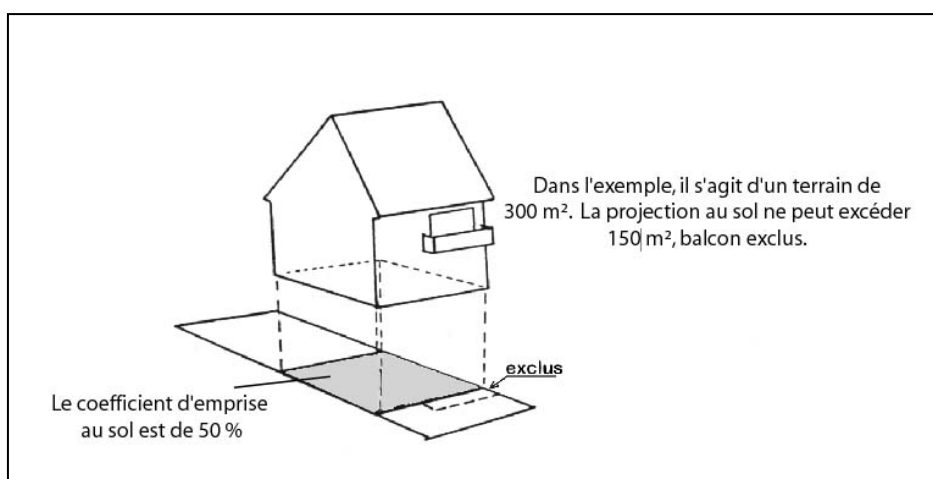 Dans l'exemple, il s'agit d'un terrain de
300 m². La projection au sol ne peut excéder
150 m², balcon exclus.
exclus
Le coefficient d'emprise
au sol est de 50 %